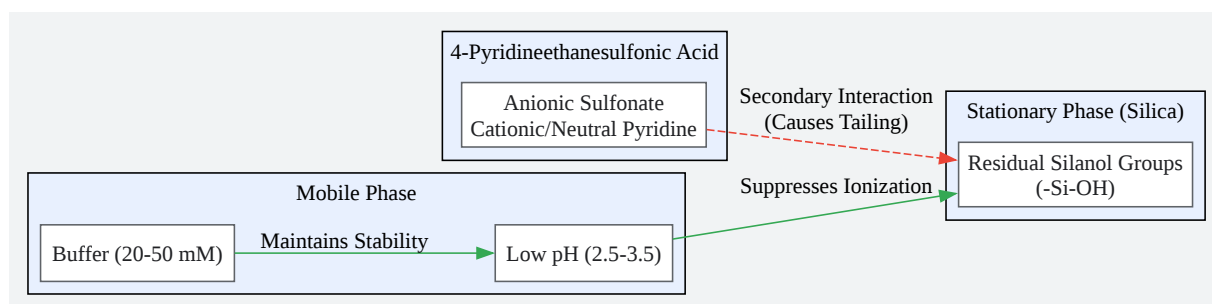 4-Pyridineethanesulfonic Acid
Anionic Sulfonate
Cationic/Neutral Pyridine
Secondary Interaction
(Causes Tailing)
Stationary Phase (Silica)
Residual Silanol Groups
(-Si-OH)
Suppresses Ionization
Mobile Phase
Buffer (20-50 mM)
Maintains Stability
Low pH (2.5-3.5)